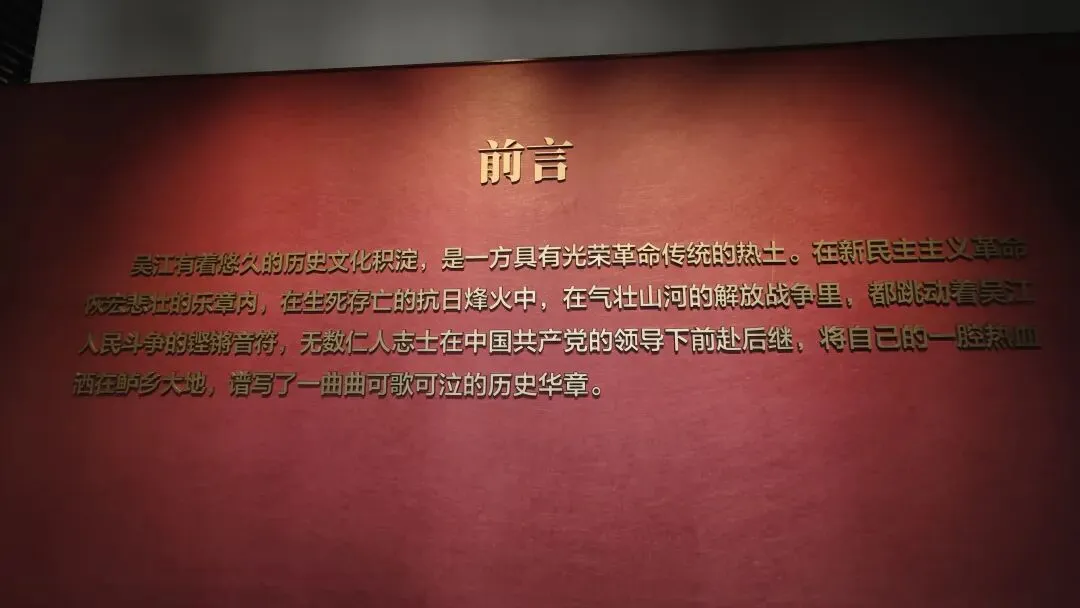 前言
吴江有着悠久的历史文化积淀，是一方具有光荣革命传统的热土。在新民主主义革命
恢宏悲壮的乐章内，在生死存亡的抗日烽火中，在气壮山河的解放战争里，都跳动着吴江
人民斗争的铿锵音符，无数仁人志士在中国共产党的领导下前赴后继，将自己的一腔热血
洒在鲈乡大地，谱写了一曲曲可歌可泣的历史华章。